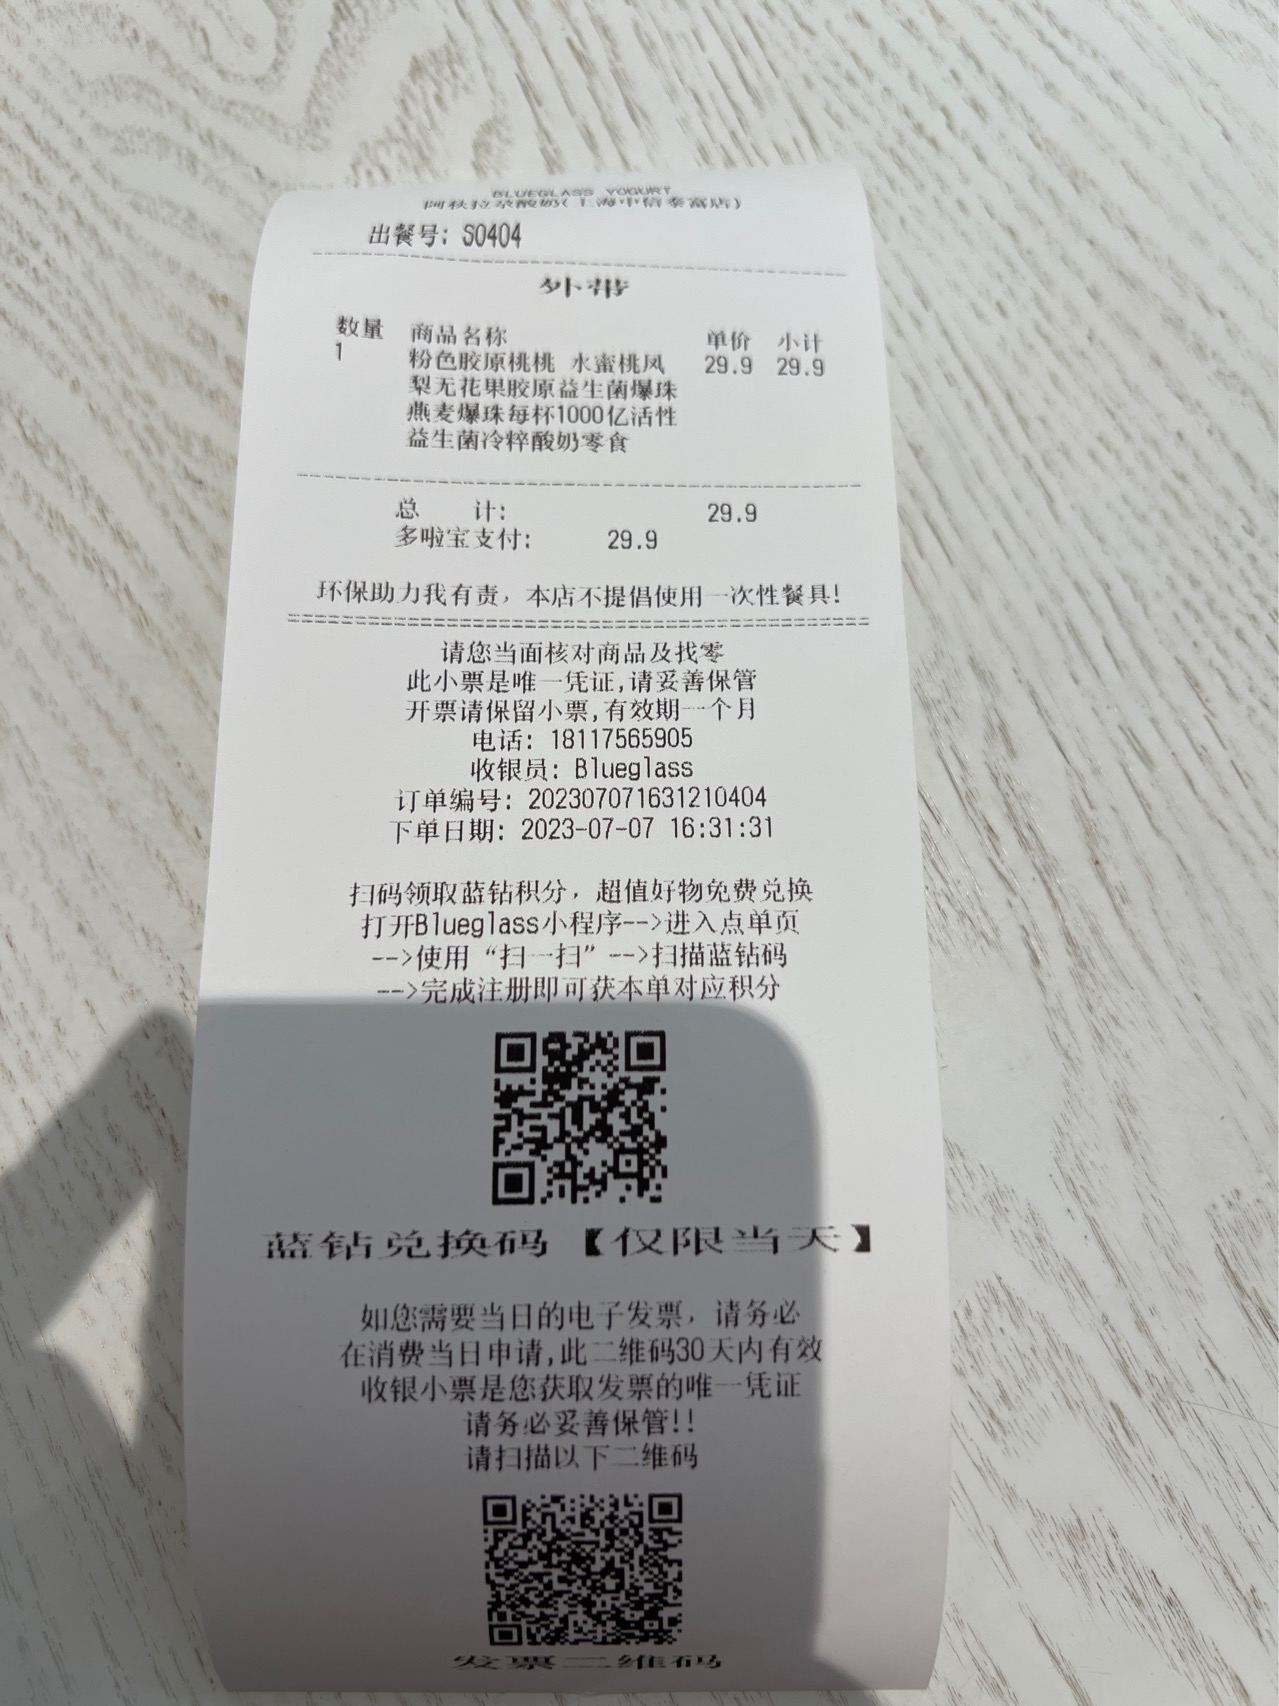 BLUEGLASS YOGURT
阿秋拉尕酸奶(上海中信泰富店)
出餐号: S0404
外带
数量 商品名称 单价 小计
1 粉色胶原桃桃 水蜜桃凤 29.9 29.9
梨无花果胶原益生菌爆珠
燕麦爆珠每杯1000亿活性
益生菌冷粹酸奶零食
总 计: 29.9
多啦宝支付: 29.9
环保助力我有责，本店不提倡使用一次性餐具!
请您当面核对商品及找零
此小票是唯一凭证,请妥善保管
开票请保留小票,有效期一个月
电话: 18117565905
收银员: Blueglass
订单编号: 202307071631210404
下单日期: 2023-07-07 16:31:31
扫码领取蓝钻积分，超值好物免费兑换
打开Blueglass小程序-->进入点单页
-->使用“扫一扫”-->扫描蓝钻码
-->完成注册即可获本单对应积分
蓝钻兑换码【仅限当天】
如您需要当日的电子发票，请务必
在消费当日申请,此二维码30天内有效
收银小票是您获取发票的唯一凭证
请务必妥善保管!!
请扫描以下二维码
发票二维码